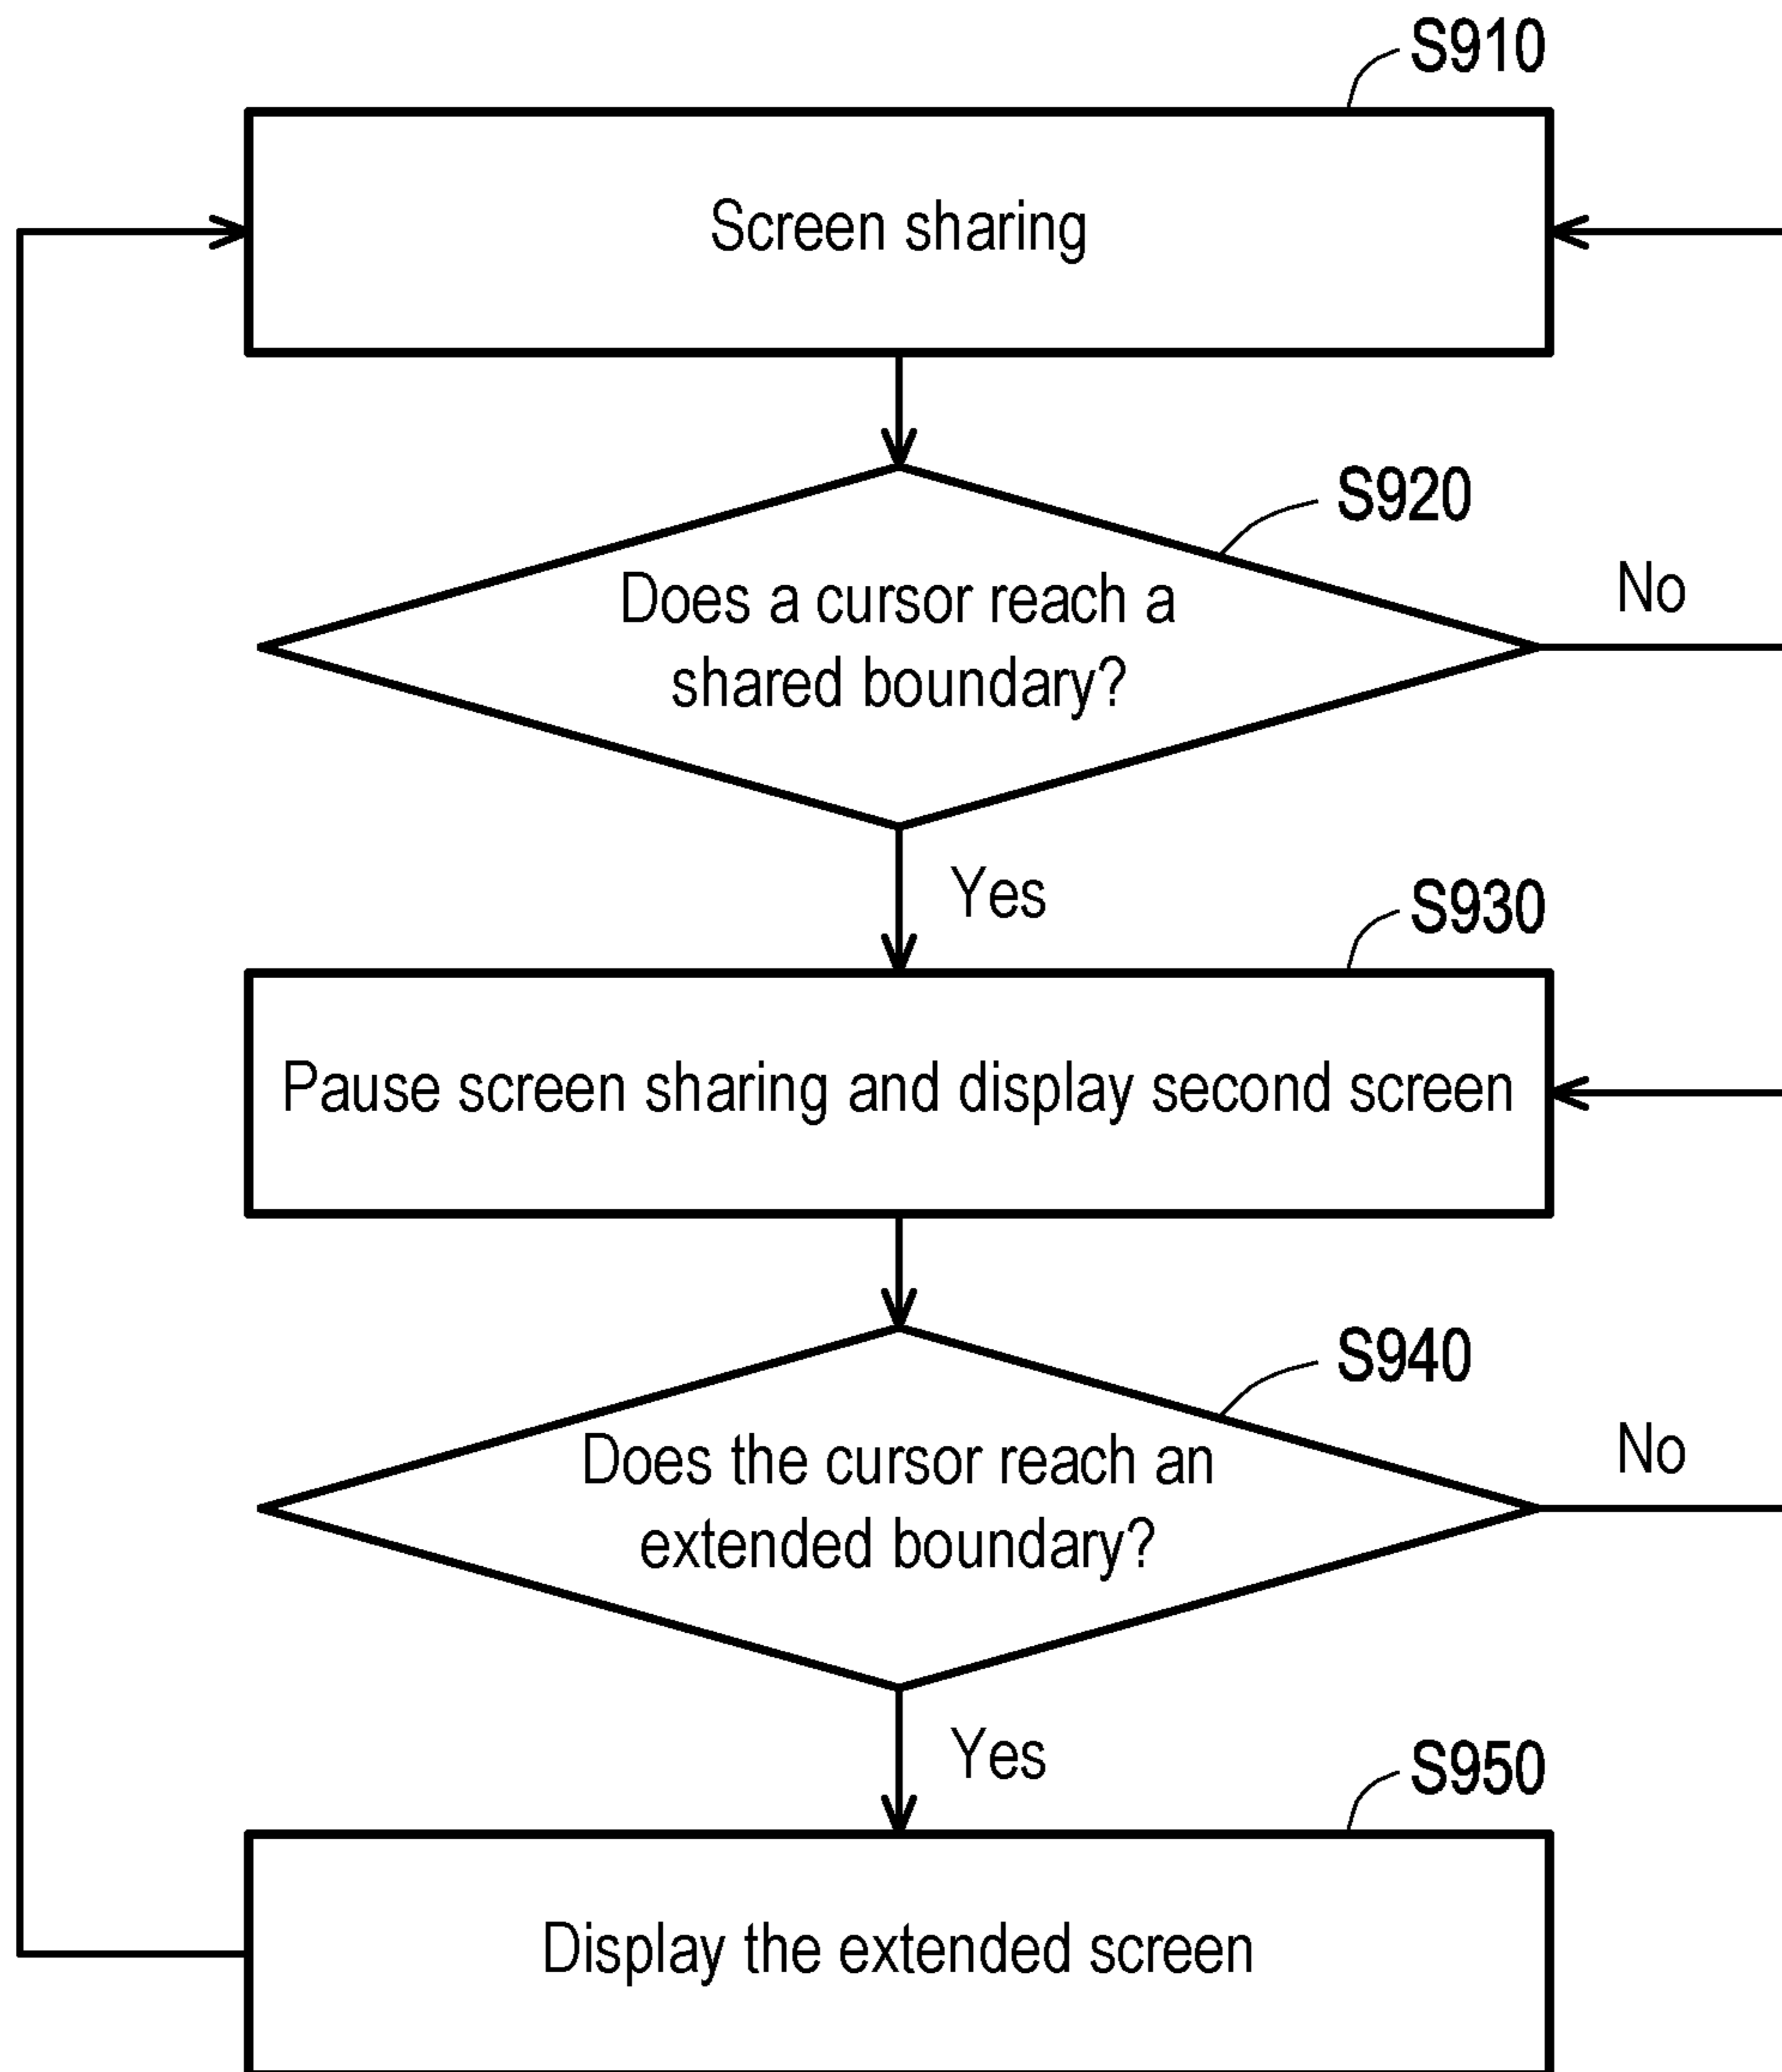 S910
Screen sharing
S920
Does a cursor reach a
shared boundary?
No
Yes
S930
Pause screen sharing and display second screen
S940
Does the cursor reach an
extended boundary?
No
Yes
S950
Display the extended screen